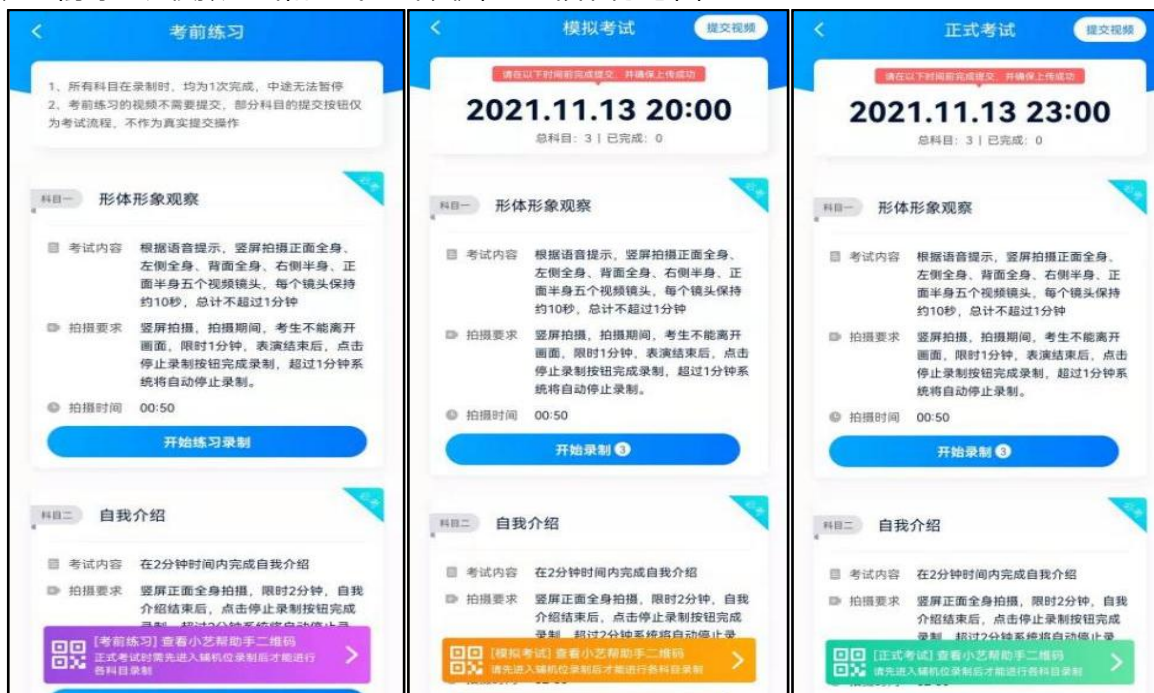 考前练习
1、所有科目在录制时，均为1次完成，中途无法暂停
2、考前练习的视频不需要提交，部分科目的提交按钮仅
为考试流程，不作为真实提交操作
必考
科目一 形体形象观察
考试内容 根据语音提示，竖屏拍摄正面全身、
左侧全身、背面全身、右侧半身、正
面半身五个视频镜头，每个镜头保持
约10秒，总计不超过1分钟
拍摄要求 竖屏拍摄，拍摄期间，考生不能离开
画面，限时1分钟，表演结束后，点击
停止录制按钮完成录制，超过1分钟系
统将自动停止录制。
拍摄时间 00:50
开始练习录制
必考
科目二 自我介绍
考试内容 在2分钟时间内完成自我介绍
拍摄要求 竖屏正面全身拍摄，限时2分钟，自我
介绍结束后，点击停止录制按钮完成
[考前练习] 查看小艺帮助手二维码
正式考试时需先进入辅机位录制后才能进行
各科目录制
模拟考试 提交视频
请在以下时间前完成提交，并确保上传成功
2021.11.13 20:00
总科目：3 | 已完成：0
必考
科目一 形体形象观察
考试内容 根据语音提示，竖屏拍摄正面全身、
左侧全身、背面全身、右侧半身、正
面半身五个视频镜头，每个镜头保持
约10秒，总计不超过1分钟
拍摄要求 竖屏拍摄，拍摄期间，考生不能离开
画面，限时1分钟，表演结束后，点击
停止录制按钮完成录制，超过1分钟系
统将自动停止录制。
拍摄时间 00:50
开始录制 3
必考
科目二 自我介绍
考试内容 在2分钟时间内完成自我介绍
拍摄要求 竖屏正面全身拍摄，限时2分钟，自我
介绍结束后，点击停止录制按钮完成
录制，超过2分钟系统将自动停止录
[模拟考试] 查看小艺帮助手二维码
请先进入辅机位录制后才能进行各科目录制
正式考试 提交视频
请在以下时间前完成提交，并确保上传成功
2021.11.13 23:00
总科目：3 | 已完成：0
必考
科目一 形体形象观察
考试内容 根据语音提示，竖屏拍摄正面全身、
左侧全身、背面全身、右侧半身、正
面半身五个视频镜头，每个镜头保持
约10秒，总计不超过1分钟
拍摄要求 竖屏拍摄，拍摄期间，考生不能离开
画面，限时1分钟，表演结束后，点击
停止录制按钮完成录制，超过1分钟系
统将自动停止录制。
拍摄时间 00:50
开始录制 3
必考
科目二 自我介绍
考试内容 在2分钟时间内完成自我介绍
拍摄要求 竖屏正面全身拍摄，限时2分钟，自我
介绍结束后，点击停止录制按钮完成
录制，超过2分钟系统将自动停止录
[正式考试] 查看小艺帮助手二维码
请先进入辅机位录制后才能进行各科目录制